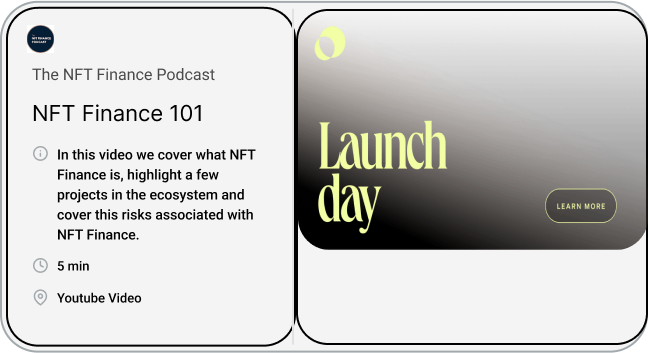 NFT FINANCE
PODCAST
The NFT Finance Podcast
NFT Finance 101
In this video we cover what NFT
Finance is, highlight a few
projects in the ecosystem and
cover this risks associated with
NFT Finance.
5 min
Youtube Video
Launch
day
LEARN MORE